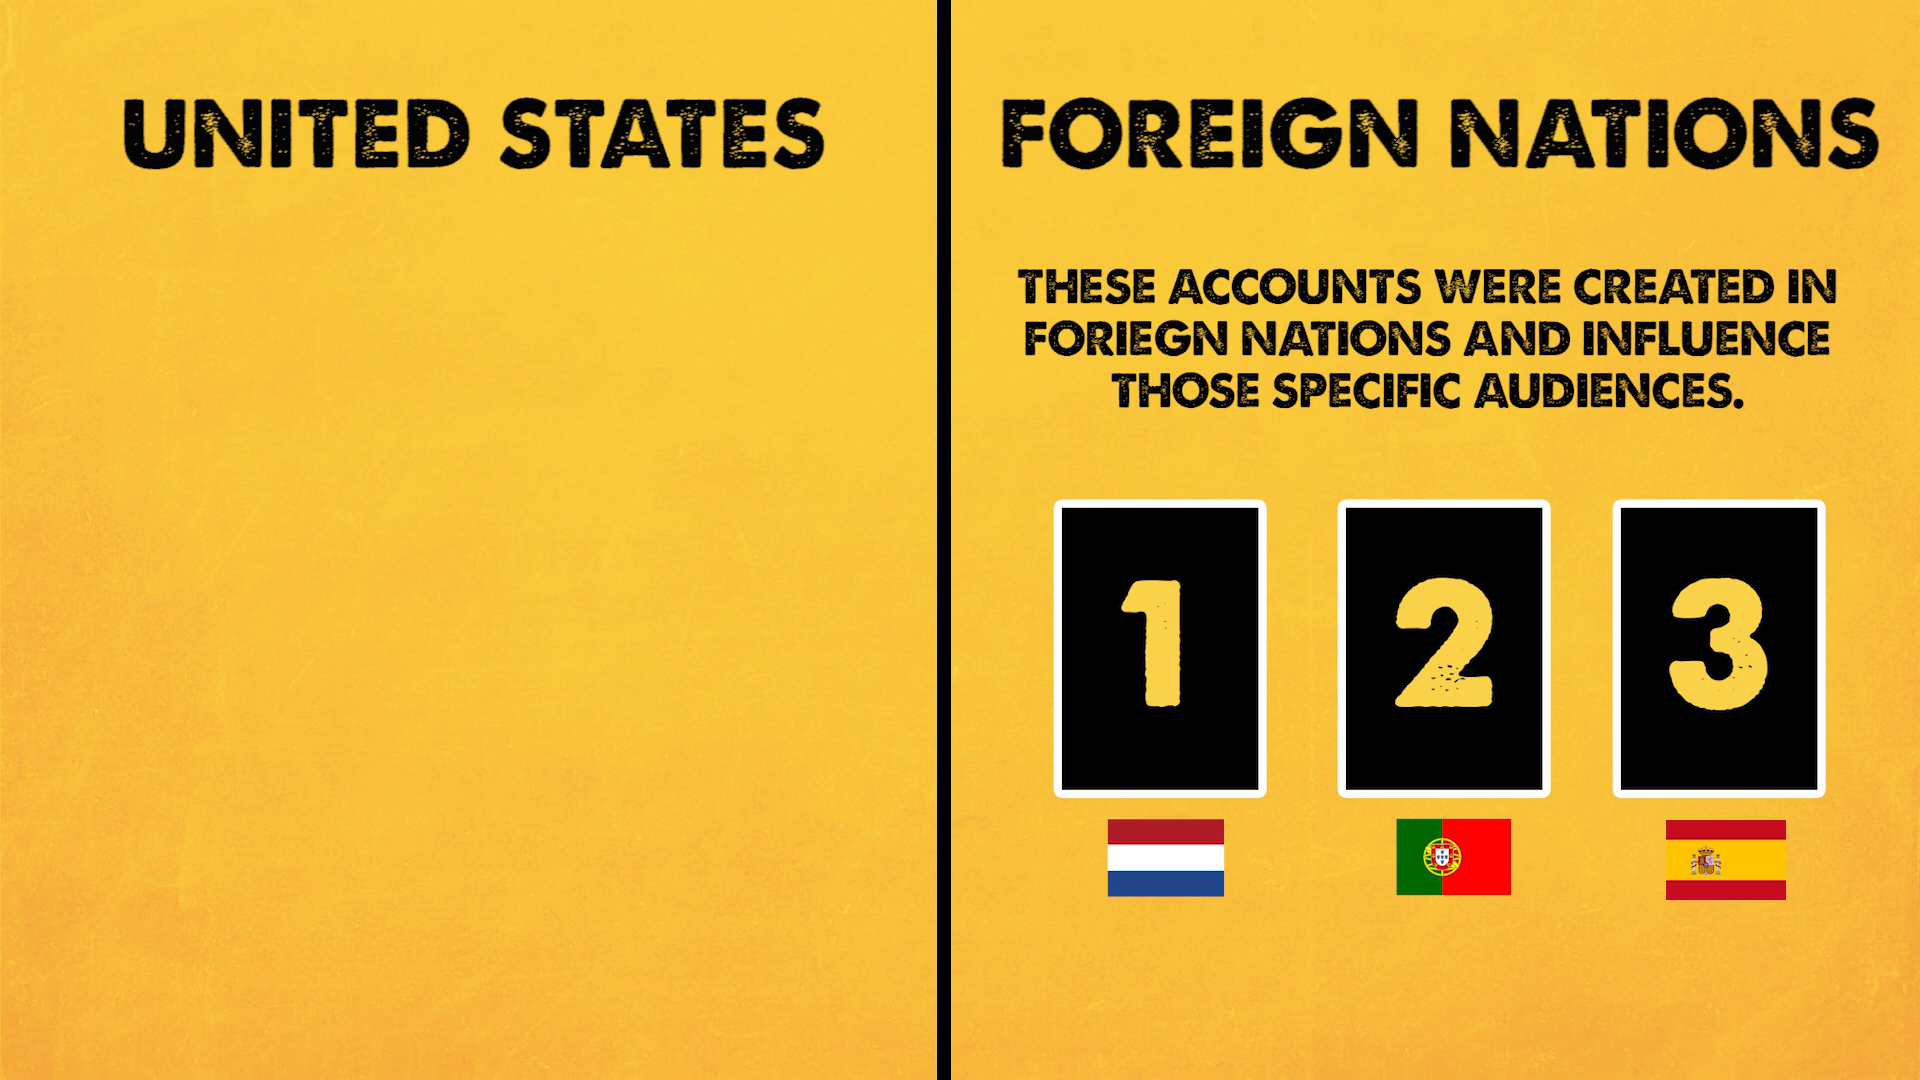 UNITED STATES
FOREIGN NATIONS
THESE ACCOUNTS WERE CREATED IN
FORIEGN NATIONS AND INFLUENCE
THOSE SPECIFIC AUDIENCES.
1 2 3